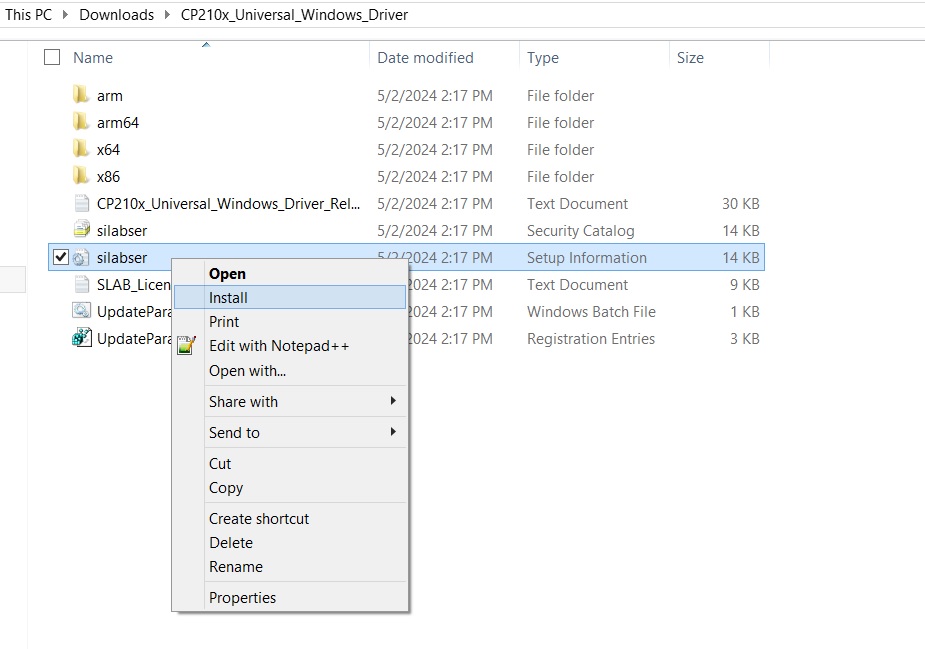 This PC Downloads CP210x_Universal_Windows_Driver
Name Date modified Type Size
arm 5/2/2024 2:17 PM File folder
arm64 5/2/2024 2:17 PM File folder
x64 5/2/2024 2:17 PM File folder
x86 5/2/2024 2:17 PM File folder
CP210x_Universal_Windows_Driver_Rel... 5/2/2024 2:17 PM Text Document 30 KB
silabser 5/2/2024 2:17 PM Security Catalog 14 KB
silabser 5/2/2024 2:17 PM Setup Information 14 KB
SLAB_Licen 2024 2:17 PM Text Document 9 KB
UpdatePara 2024 2:17 PM Windows Batch File 1 KB
UpdatePara 2024 2:17 PM Registration Entries 3 KB
Open
Install
Print
Edit with Notepad++
Open with...
Share with
Send to
Cut
Copy
Create shortcut
Delete
Rename
Properties